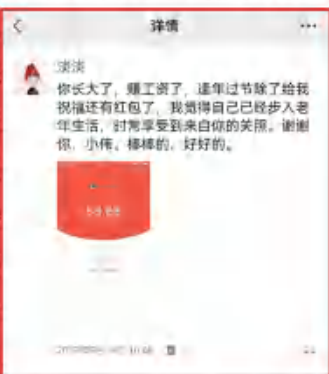 详情
淡淡
你长大了，赚工资了，逢年过节除了给我
祝福还有红包了，我觉得自己已经步入老
年生活，时常享受到来自你的关照。谢谢
你，小伟，棒棒的，好好的。